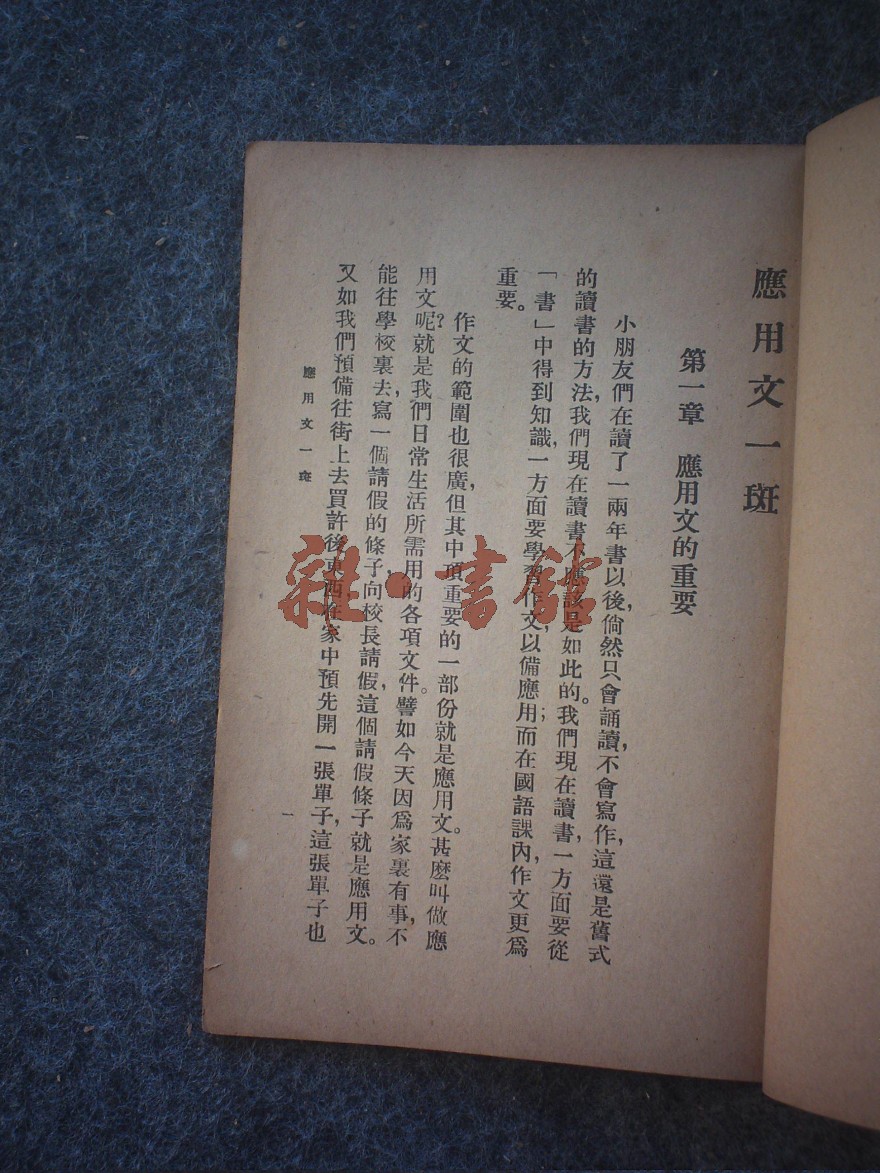 應用文一斑
第一章 應用文的重要
小朋友們在讀了一兩年書以後，倘然只會誦讀，不會寫作，這還是舊式
的讀書的方法，我們現在讀書不應該是如此的。我們現在讀書，一方面要從
「書」中得到知識，一方面要學習作文以備應用；而在國語課內，作文更爲
重要。
作文的範圍也很廣，但其中項重要的一部份就是應用文。甚麼叫做應
用文呢？就是我們日常生活所需用的各項文件。譬如今天因爲家裏有事，不
能往學校裏去，寫一個請假的條子，向校長請假，這個請假條子就是應用文。
又如我們預備往街上去買許後東西，在家中預先開一張單子，這張單子也
應用文一斑
一
雜·書館